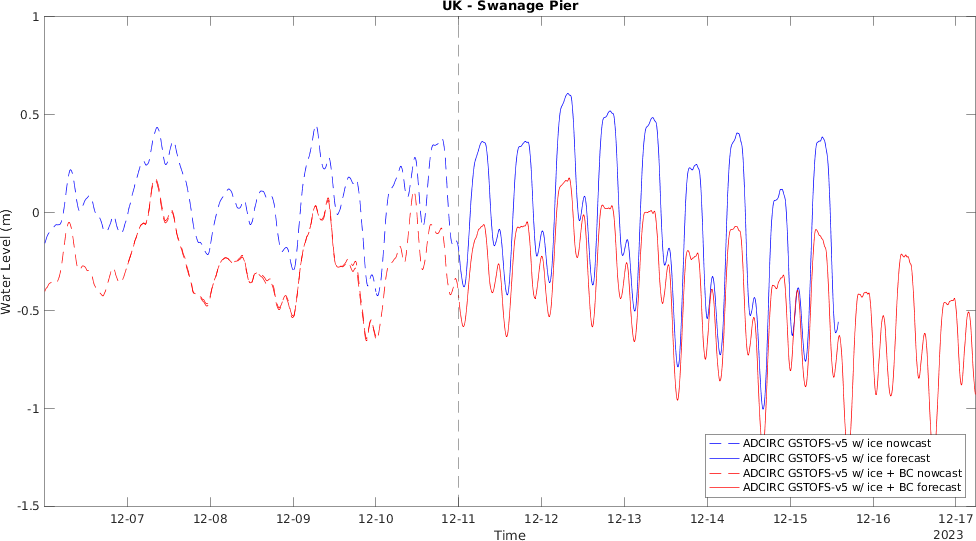 UK - Swanage Pier
Water Level (m)
1
0.5
0
-0.5
-1
-1.5
ADCIRC GSTOFS-v5 w/ ice nowcast
ADCIRC GSTOFS-v5 w/ ice forecast
ADCIRC GSTOFS-v5 w/ ice + BC nowcast
ADCIRC GSTOFS-v5 w/ ice + BC forecast
12-07 12-08 12-09 12-10 12-11 12-12 12-13 12-14 12-15 12-16 12-17
Time
2023